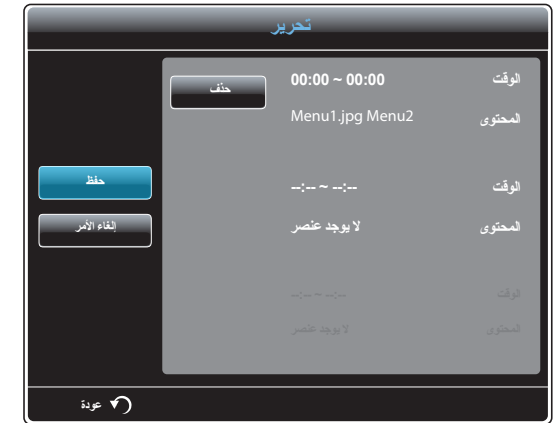 تحرير
الوقت 00:00 ~ 00:00 حذف
المحتوى Menu1.jpg Menu2
حفظ
الوقت --:-- ~ --:--
المحتوى لا يوجد عنصر
إلغاء الأمر
الوقت --:-- ~ --:--
المحتوى لا يوجد عنصر
عودة